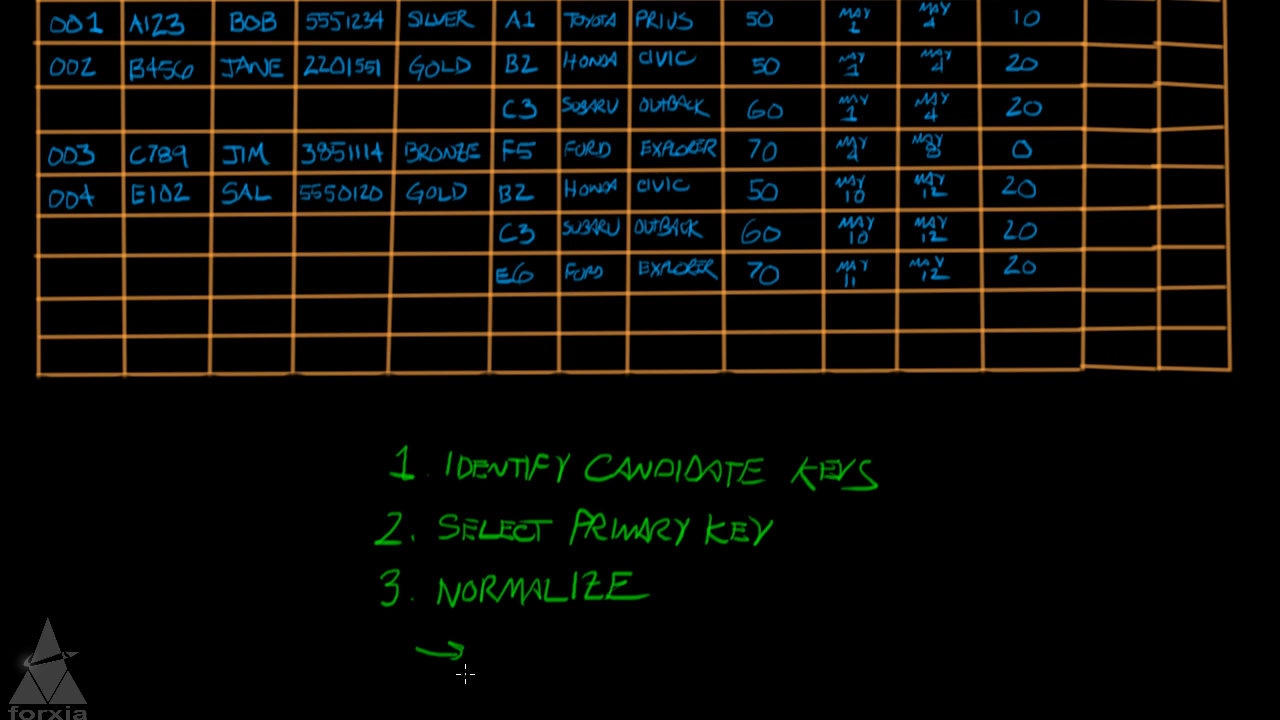 001 A123 BOB 5551234 SILVER A1 TOYOTA PRIUS 50 MAY 1 MAY 4 10
002 B456 JANE 2201551 GOLD B2 HONDA CIVIC 50 MAY 1 MAY 4 20
C3 SUBARU OUTBACK 60 MAY 1 MAY 4 20
003 C789 JIM 3851114 BRONZE F5 FORD EXPLORER 70 MAY 4 MAY 8 0
004 E102 SAL 5550120 GOLD B2 HONDA CIVIC 50 MAY 10 MAY 12 20
C3 SUBARU OUTBACK 60 MAY 10 MAY 12 20
E6 FORD EXPLORER 70 MAY 11 MAY 12 20
1. IDENTIFY CANDIDATE KEYS
2. SELECT PRIMARY KEY
3. NORMALIZE
forxia